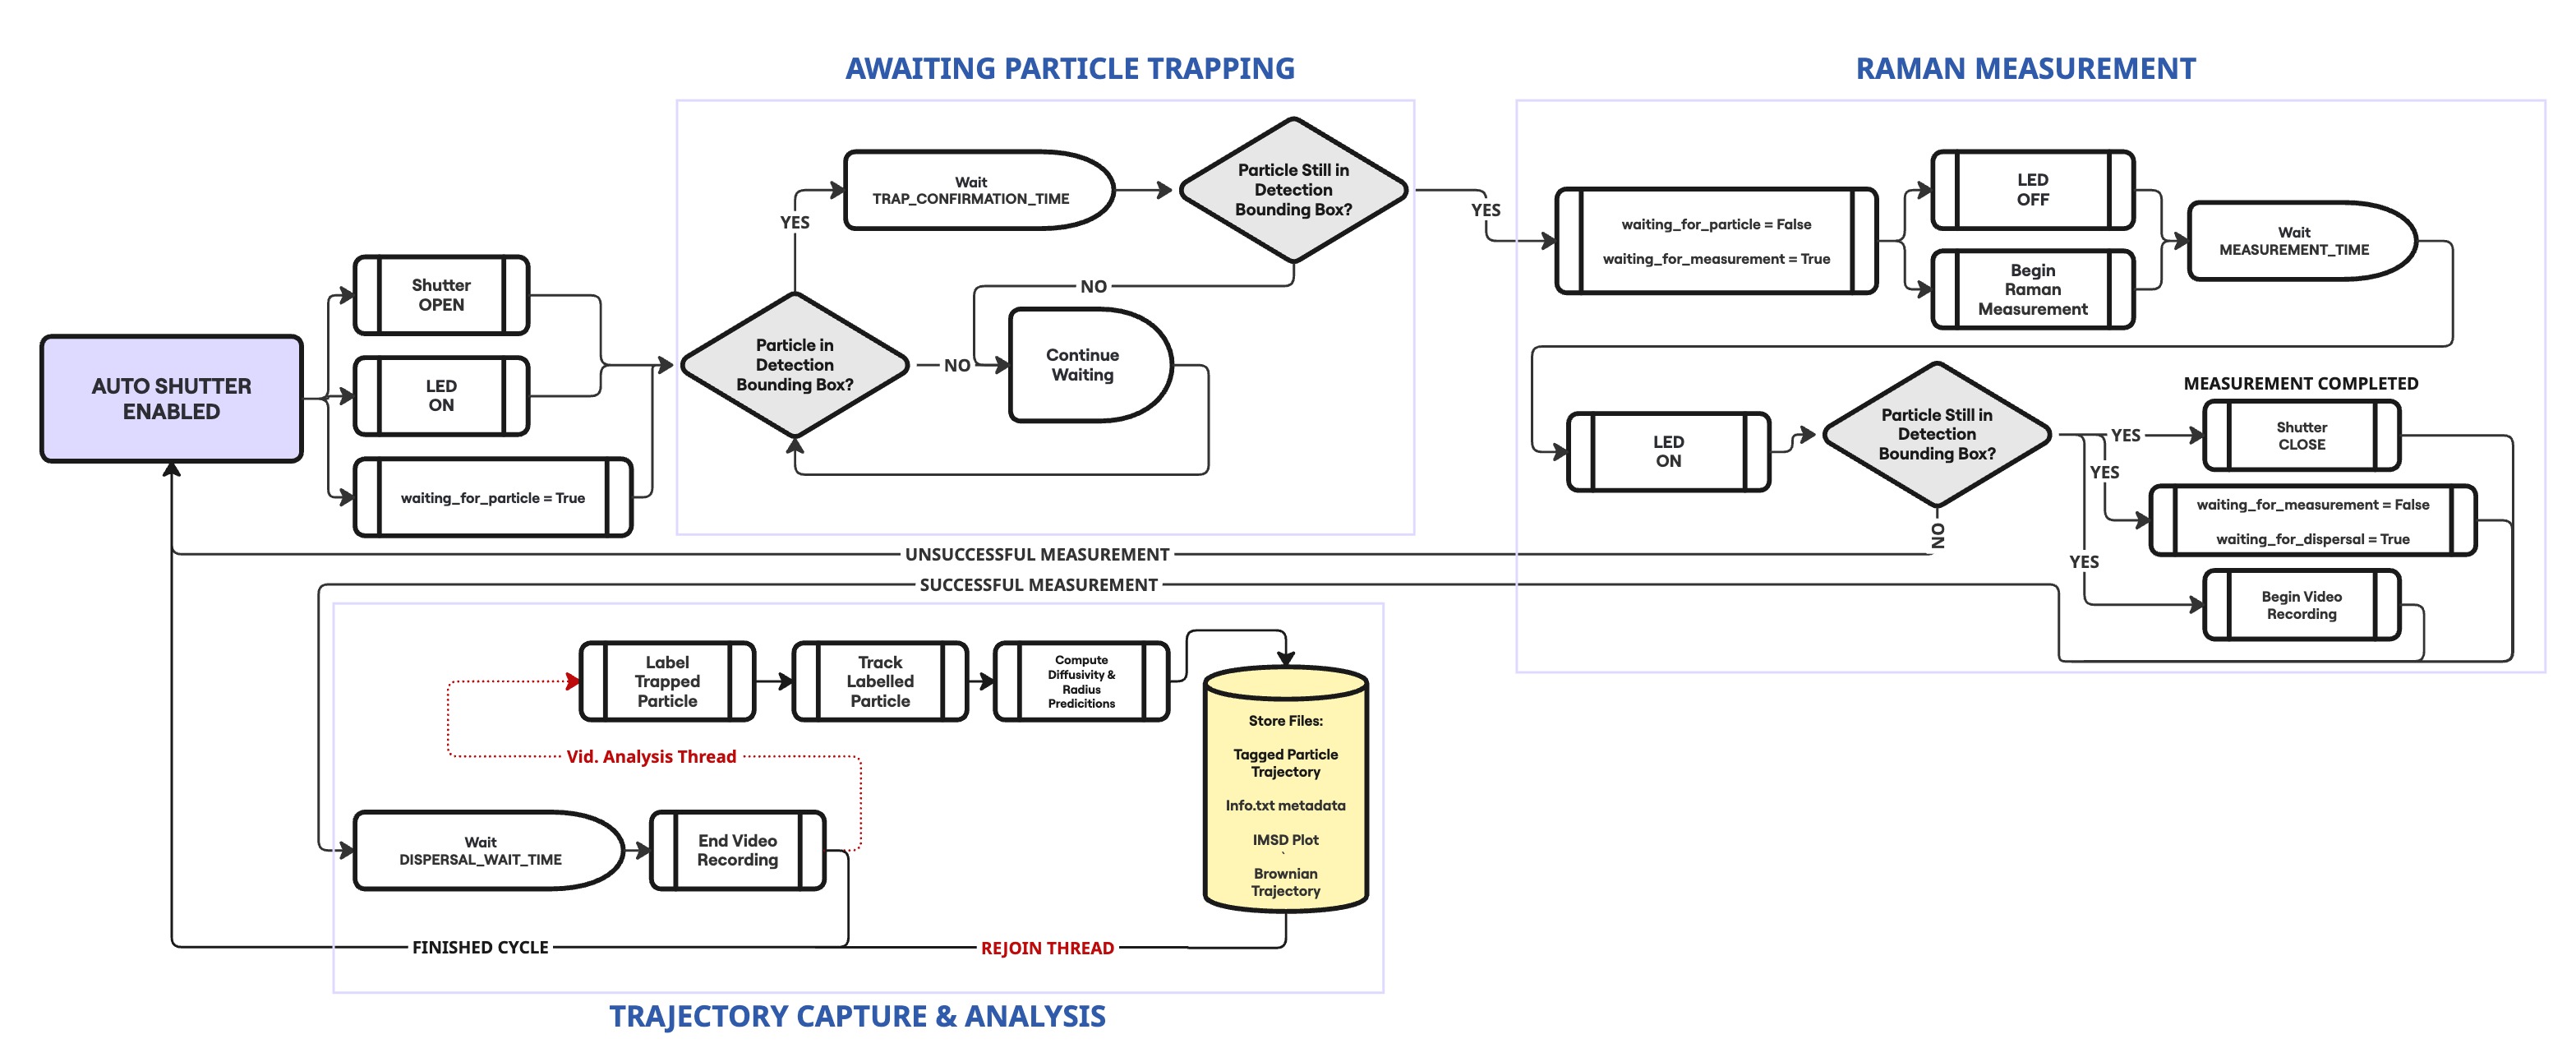 AWAITING PARTICLE TRAPPING
RAMAN MEASUREMENT
AUTO SHUTTER
ENABLED
Shutter
OPEN
LED
ON
waiting_for_particle = True
Particle in
Detection
Bounding Box?
YES
Wait
TRAP_CONFIRMATION_TIME
Particle Still in
Detection
Bounding Box?
NO
NO
Continue
Waiting
YES
waiting_for_particle = False
waiting_for_measurement = True
LED
OFF
Begin
Raman
Measurement
Wait
MEASUREMENT_TIME
LED
ON
Particle Still in
Detection
Bounding Box?
MEASUREMENT COMPLETED
YES
Shutter
CLOSE
YES
waiting_for_measurement = False
waiting_for_dispersal = True
YES
Begin Video
Recording
NO
UNSUCCESSFUL MEASUREMENT
SUCCESSFUL MEASUREMENT
Label
Trapped
Particle
Track
Labelled
Particle
Compute
Diffusivity &
Radius
Predicitions
Store Files:
Tagged Particle
Trajectory
Info.txt metadata
IMSD Plot
`
Brownian
Trajectory
Vid. Analysis Thread
Wait
DISPERSAL_WAIT_TIME
End Video
Recording
FINISHED CYCLE
REJOIN THREAD
TRAJECTORY CAPTURE & ANALYSIS